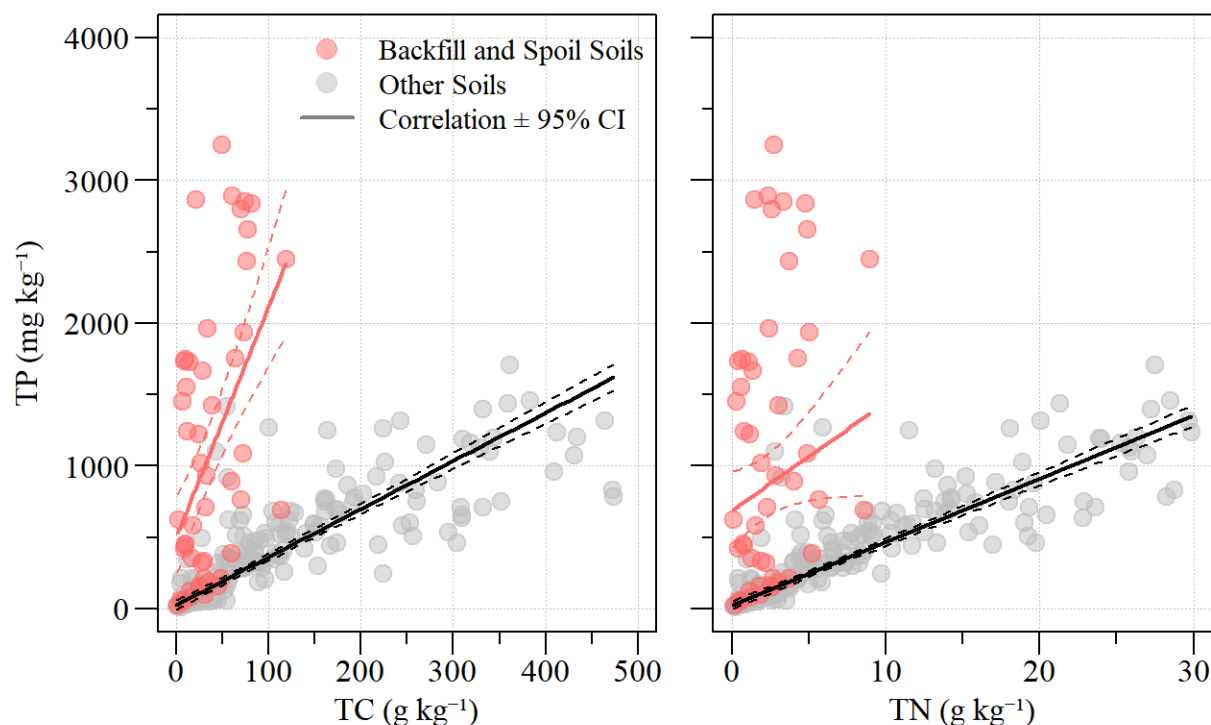 4000
3000
2000
1000
0
TP (mg kg⁻¹)
Backfill and Spoil Soils
Other Soils
Correlation ± 95% CI
0 100 200 300 400 500
TC (g kg⁻¹)
0 10 20 30
TN (g kg⁻¹)